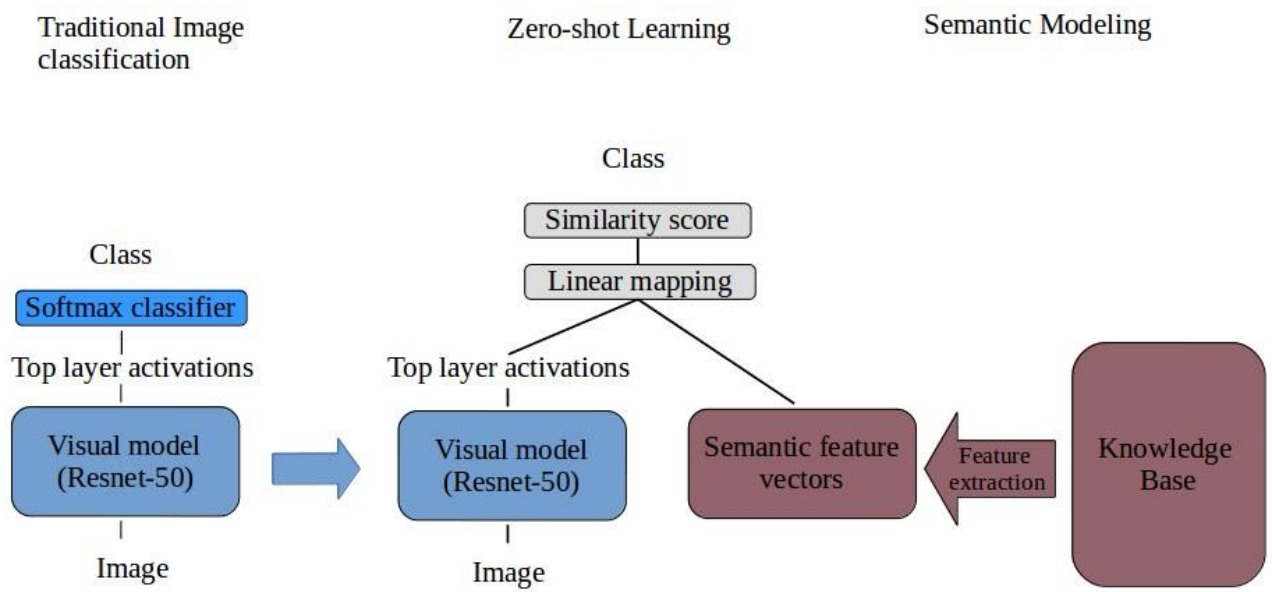 Traditional Image
classification
Zero-shot Learning
Semantic Modeling
Class
Softmax classifier
Top layer activations
Visual model
(Resnet-50)
Image
Class
Similarity score
Linear mapping
Top layer activations
Visual model
(Resnet-50)
Image
Semantic feature
vectors
Feature
extraction
Knowledge
Base